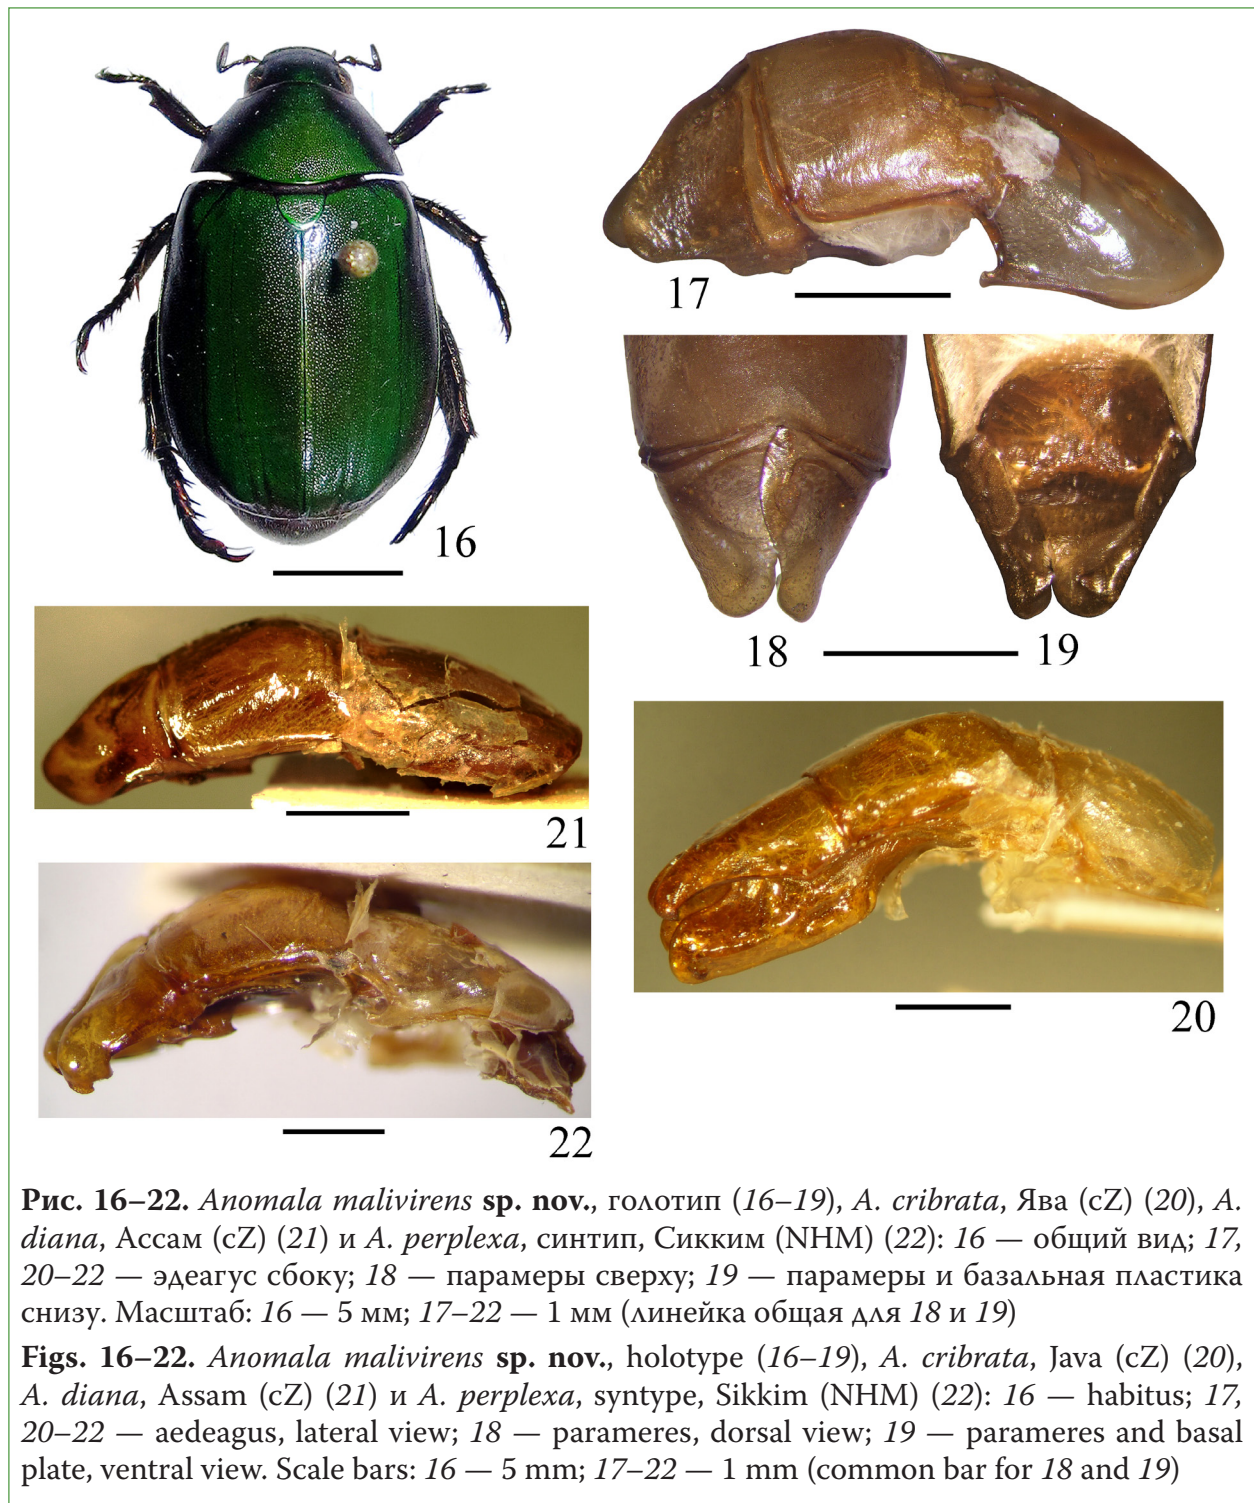 17
16
18
19
21
20
22
Рис. 16–22. Anomala malivirens sp. nov., голотип (16–19), A. cribrata, Ява (cZ) (20), A.
diana, Ассам (cZ) (21) и A. perplexa, синтип, Сикким (NHM) (22): 16 — общий вид; 17,
20–22 — эдеагус сбоку; 18 — парамеры сверху; 19 — парамеры и базальная пластика
снизу. Масштаб: 16 — 5 мм; 17–22 — 1 мм (линейка общая для 18 и 19)
Figs. 16–22. Anomala malivirens sp. nov., holotype (16–19), A. cribrata, Java (cZ) (20),
A. diana, Assam (cZ) (21) и A. perplexa, syntype, Sikkim (NHM) (22): 16 — habitus; 17,
20–22 — aedeagus, lateral view; 18 — parameres, dorsal view; 19 — parameres and basal
plate, ventral view. Scale bars: 16 — 5 mm; 17–22 — 1 mm (common bar for 18 and 19)